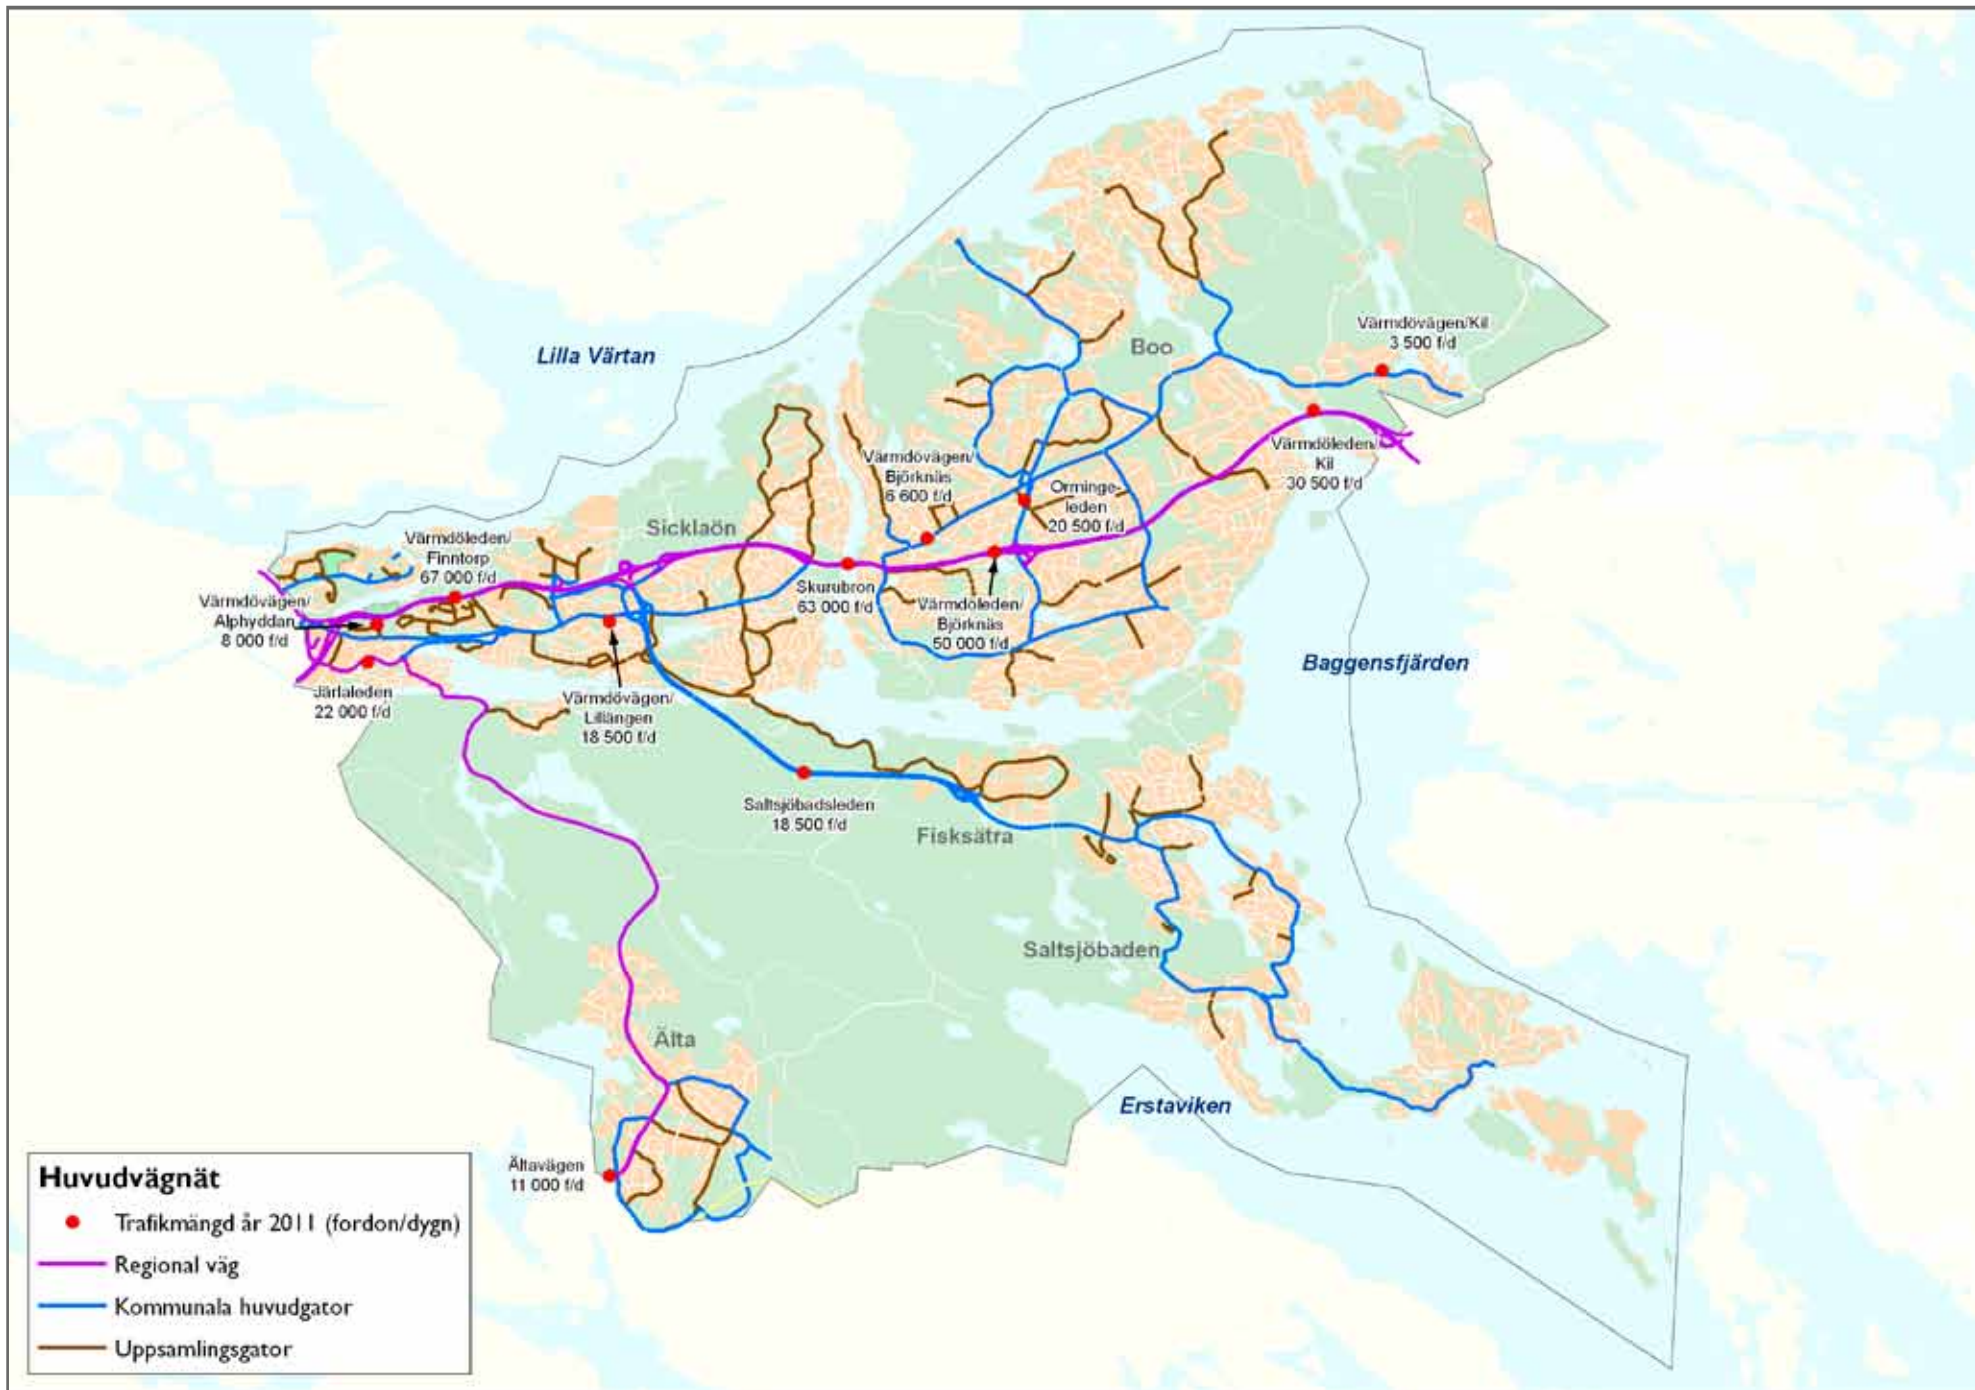 Värmdövägen/Kil
3 500 f/d
Lilla Värtan
Boo
Värmdöleden/
Kil
30 500 f/d
Värmdövägen/
Björknäs
6 600 f/d
Orminge-
leden
20 500 f/d
Sicklaön
Värmdöleden/
Finntorp
67 000 f/d
Värmdövägen/
Alphyddan
8 000 f/d
Skurubron
63 000 f/d
Värmdöleden/
Björknäs
50 000 f/d
Baggensfjärden
Järlaleden
22 000 f/d
Värmdövägen/
Lillängen
18 500 f/d
Saltsjöbadsleden
18 500 f/d
Fisksätra
Saltsjöbaden
Älta
Erstaviken
Ältavägen
11 000 f/d
Huvudvägnät
Trafikmängd år 2011 (fordon/dygn)
Regional väg
Kommunala huvudgator
Uppsamlingsgator